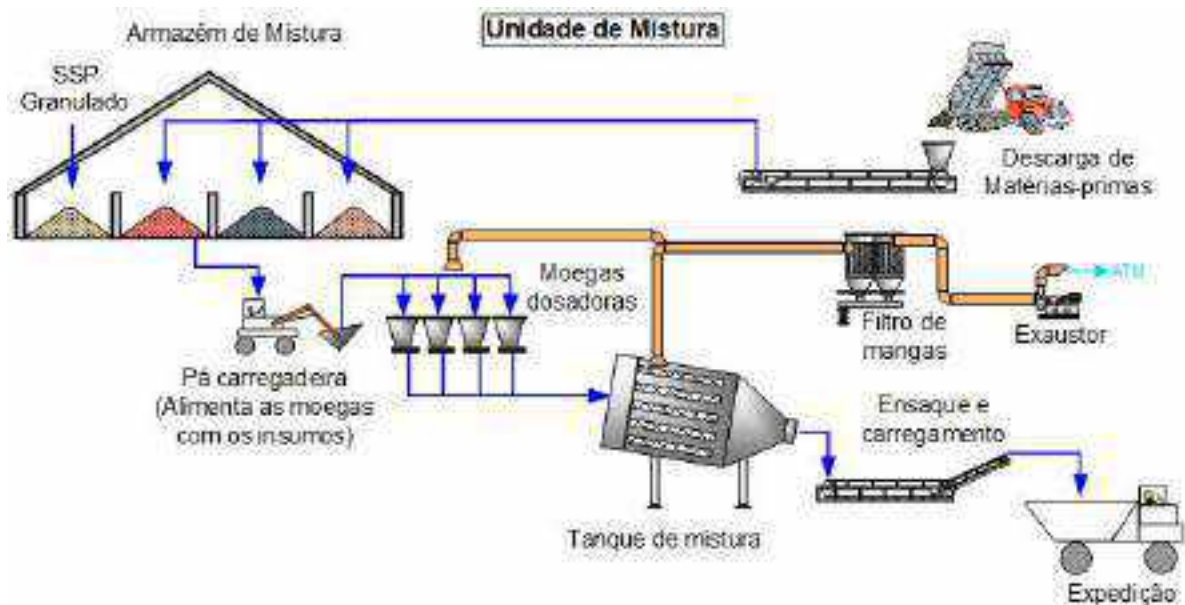 Unidade de Mistura
Armazém de Mistura
SSP
Granulado
Descarga de
Matérias-primas
Moegas
dosadoras
ATM
Filtro de
mangas
Exaustor
Pá carregadeira
(Alimenta as moegas
com os insumos)
Ensaque e
carregamento
Tanque de mistura
Expedição